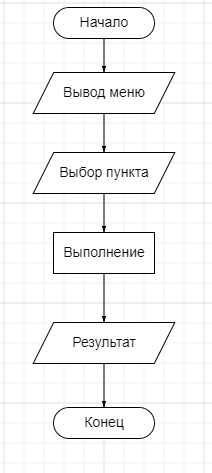 Начало
Вывод меню
Выбор пункта
Выполнение
Результат
Конец